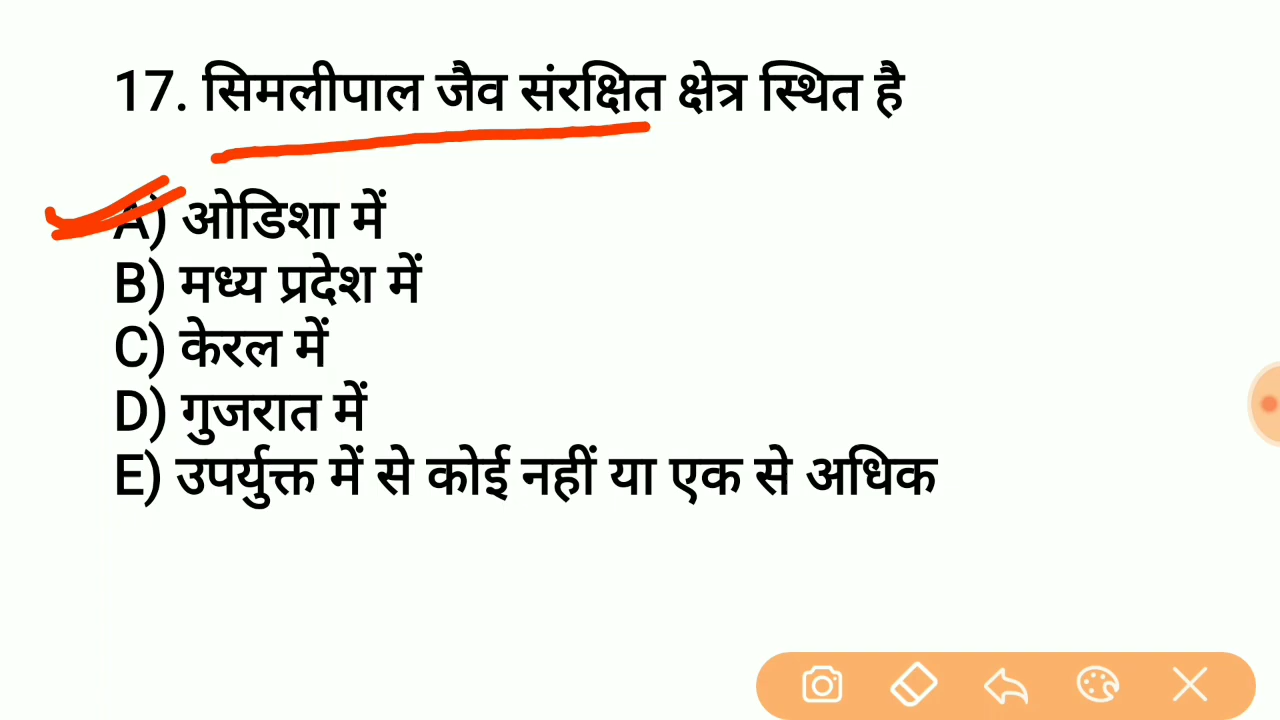 17. सिमलीपाल जैव संरक्षित क्षेत्र स्थित है
A) ओडिशा में
B) मध्य प्रदेश में
C) केरल में
D) गुजरात में
E) उपर्युक्त में से कोई नहीं या एक से अधिक